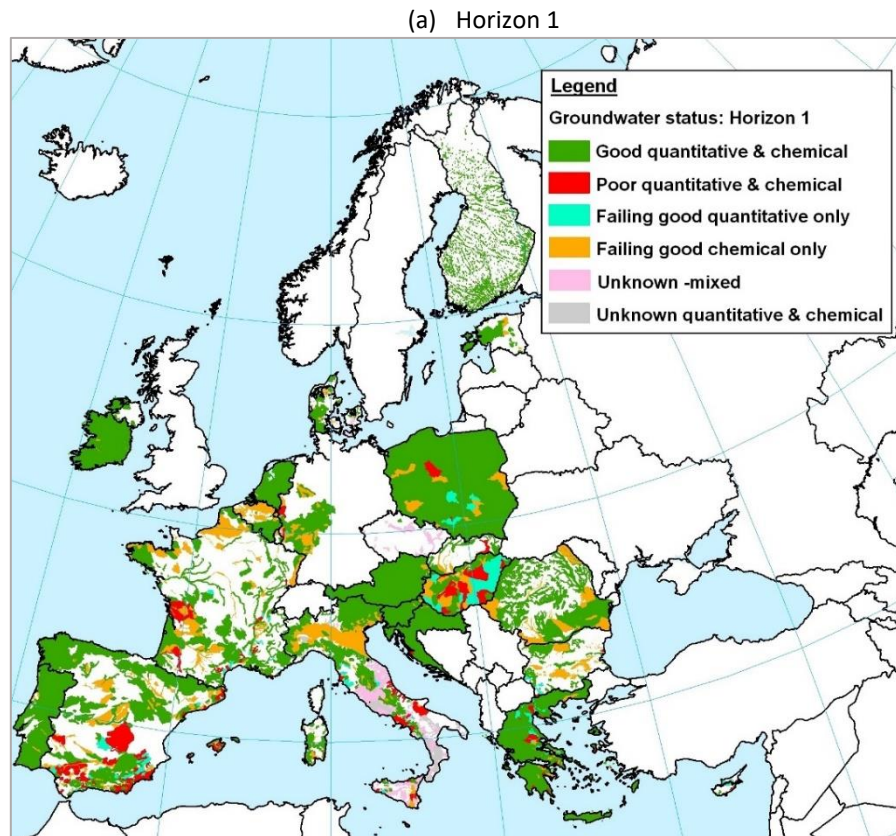 (a) Horizon 1
Legend
Groundwater status: Horizon 1
Good quantitative & chemical
Poor quantitative & chemical
Failing good quantitative only
Failing good chemical only
Unknown -mixed
Unknown quantitative & chemical